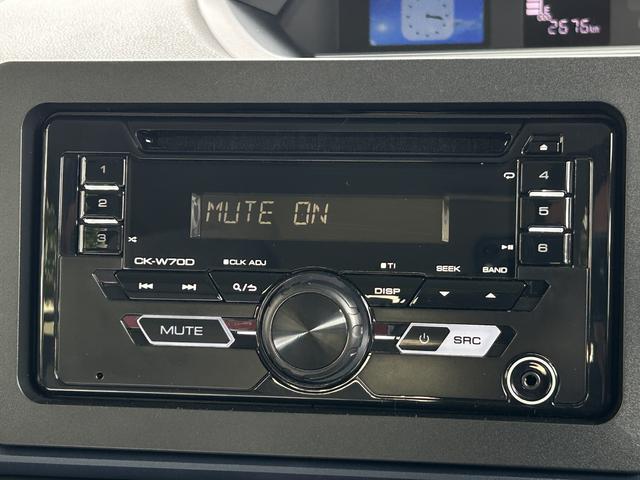 E
2676km
1
2
3
4
5
6
MUTE ON
CK-W70D
CLK ADJ
TI
SEEK
BAND
DISP
MUTE
SRC